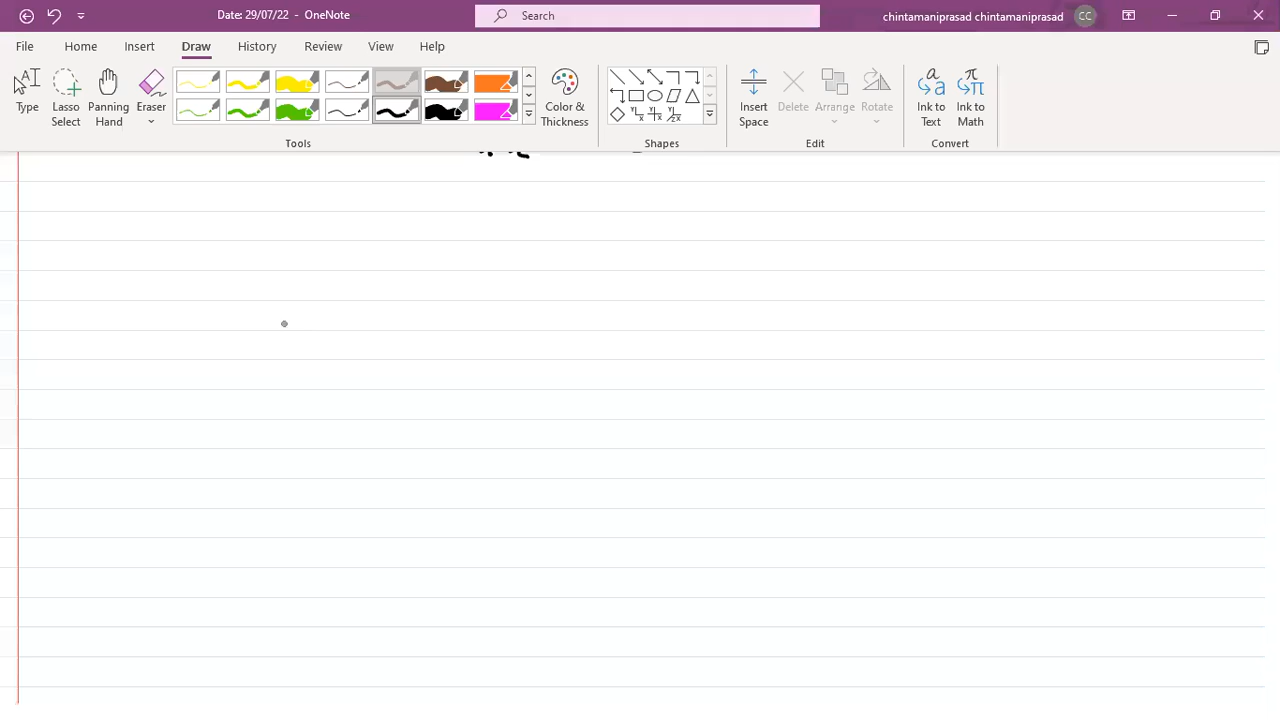 Date: 29/07/22 - OneNote
Search
chintamaniprasad chintamaniprasad CC
File Home Insert Draw History Review View Help
Type
Lasso Select
Panning Hand
Eraser
Color & Thickness
Insert Space
Delete
Arrange
Rotate
Ink to Text
Ink to Math
Tools Shapes Edit Convert